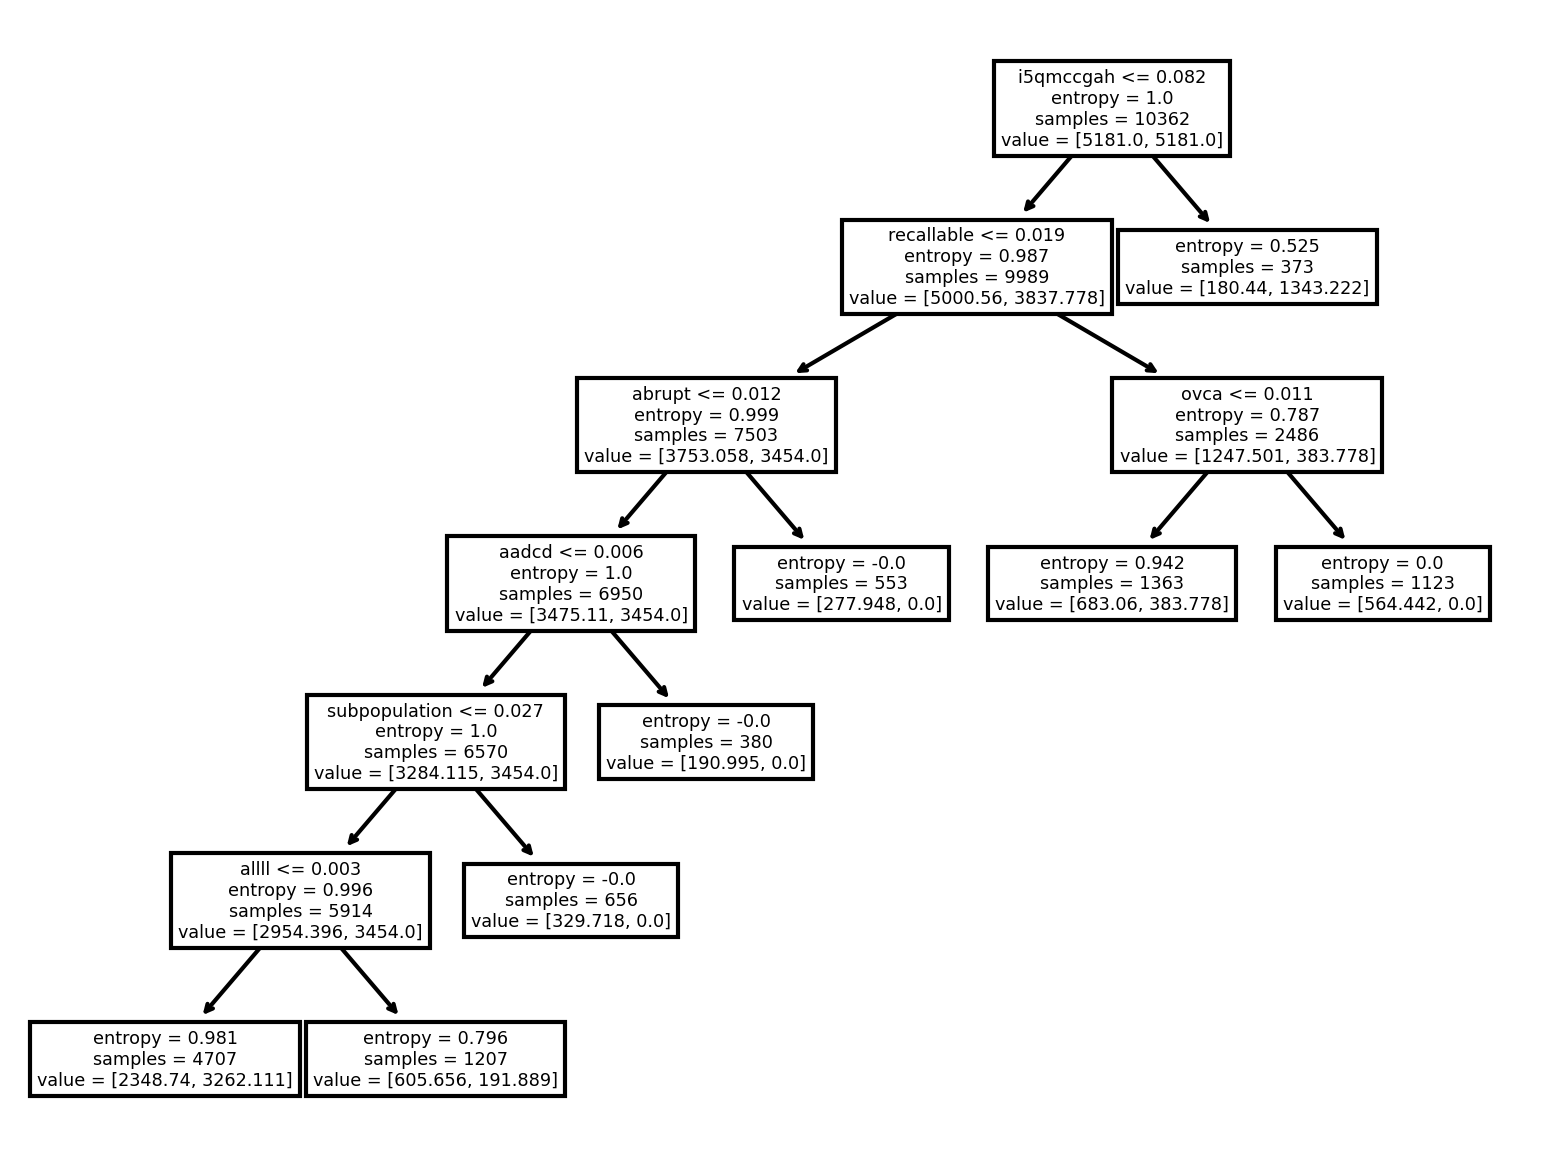 i5qmccgah <= 0.082
entropy = 1.0
samples = 10362
value = [5181.0, 5181.0]
recallable <= 0.019
entropy = 0.987
samples = 9989
value = [5000.56, 3837.778]
entropy = 0.525
samples = 373
value = [180.44, 1343.222]
abrupt <= 0.012
entropy = 0.999
samples = 7503
value = [3753.058, 3454.0]
ovca <= 0.011
entropy = 0.787
samples = 2486
value = [1247.501, 383.778]
aadcd <= 0.006
entropy = 1.0
samples = 6950
value = [3475.11, 3454.0]
entropy = -0.0
samples = 553
value = [277.948, 0.0]
entropy = 0.942
samples = 1363
value = [683.06, 383.778]
entropy = 0.0
samples = 1123
value = [564.442, 0.0]
subpopulation <= 0.027
entropy = 1.0
samples = 6570
value = [3284.115, 3454.0]
entropy = -0.0
samples = 380
value = [190.995, 0.0]
allll <= 0.003
entropy = 0.996
samples = 5914
value = [2954.396, 3454.0]
entropy = -0.0
samples = 656
value = [329.718, 0.0]
entropy = 0.981
samples = 4707
value = [2348.74, 3262.111]
entropy = 0.796
samples = 1207
value = [605.656, 191.889]